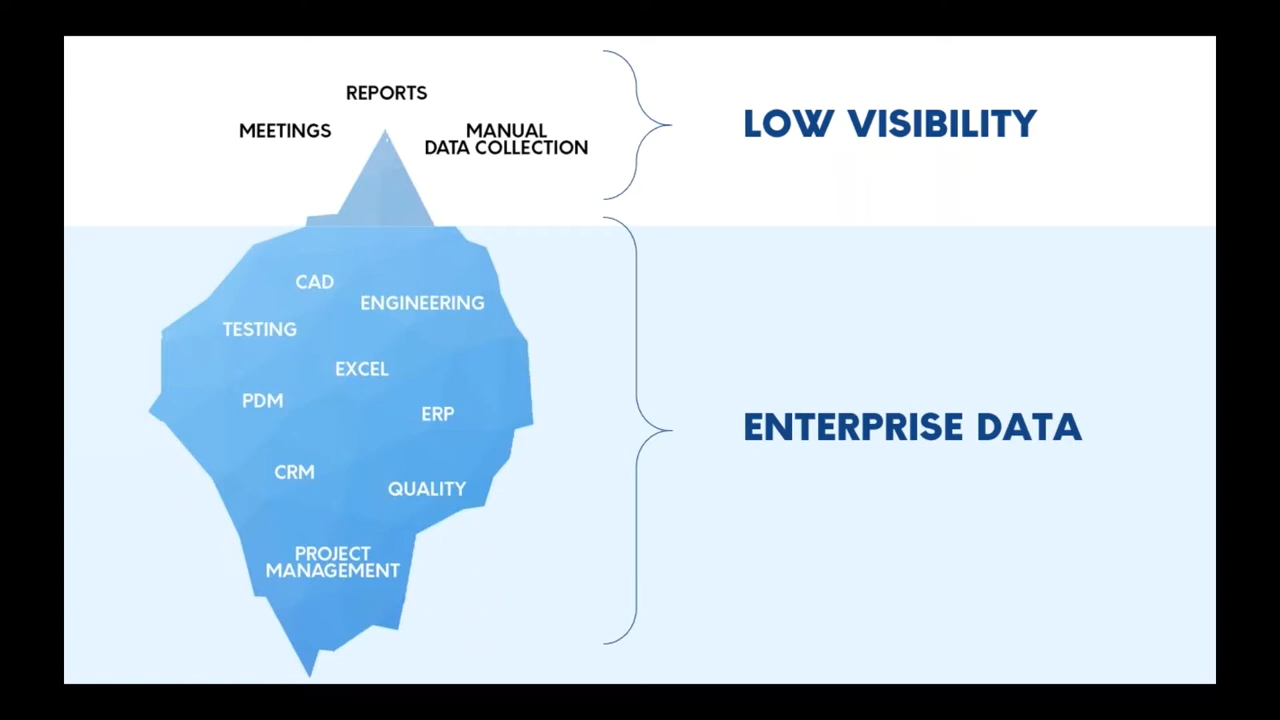 REPORTS
MEETINGS
MANUAL
DATA COLLECTION
LOW VISIBILITY
CAD
ENGINEERING
TESTING
EXCEL
PDM
ERP
CRM
QUALITY
PROJECT
MANAGEMENT
ENTERPRISE DATA